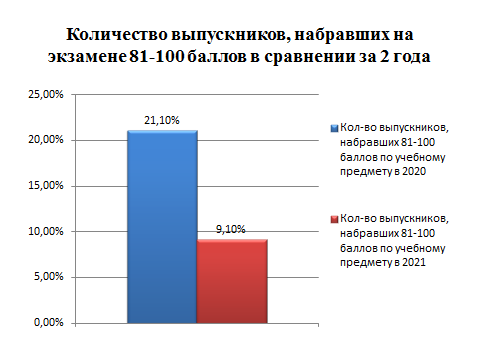 Количество выпускников, набравших на
экзамене 81-100 баллов в сравнении за 2 года
25,00%
20,00%
15,00%
10,00%
5,00%
0,00%
21,10%
9,10%
Кол-во выпускников,
набравших 81-100
баллов по учебному
предмету в 2020
Кол-во выпускников,
набравших 81-100
баллов по учебному
предмету в 2021